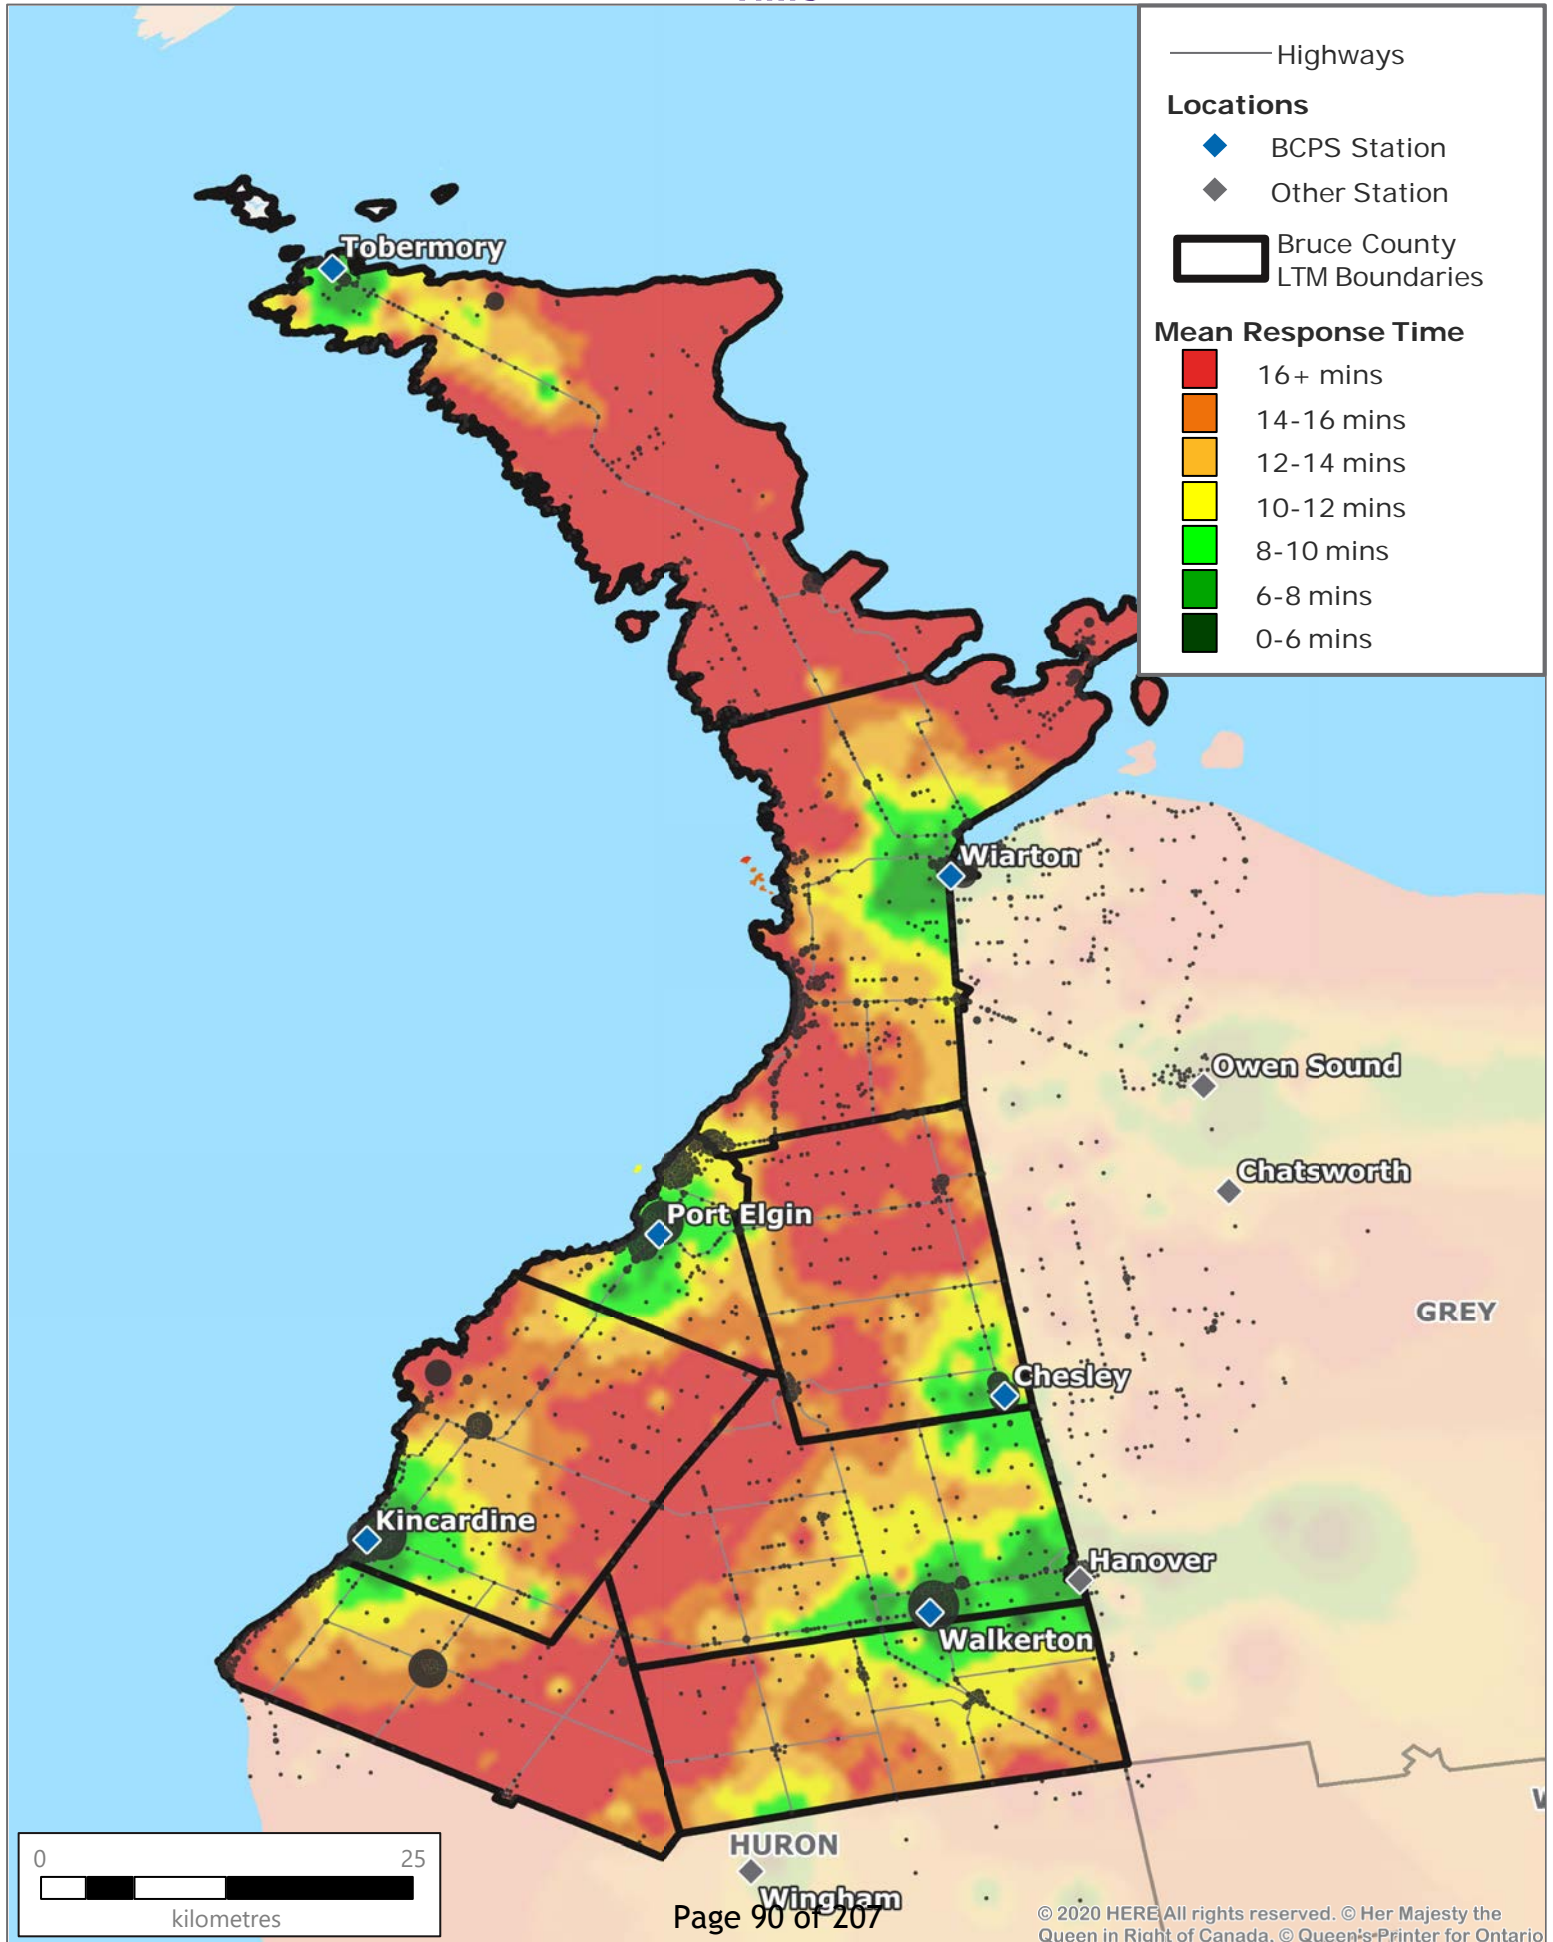 Highways
Locations
BCPS Station
Other Station
Bruce County
LTM Boundaries
Mean Response Time
16+ mins
14-16 mins
12-14 mins
10-12 mins
8-10 mins
6-8 mins
0-6 mins
Tobermory
Wiarton
Owen Sound
Chatsworth
Port Elgin
GREY
Chesley
Kincardine
Hanover
Walkerton
HURON
Wingham
0 25
kilometres
Page 90 of 207
© 2020 HERE All rights reserved. © Her Majesty the
Queen in Right of Canada, © Queen's Printer for Ontario